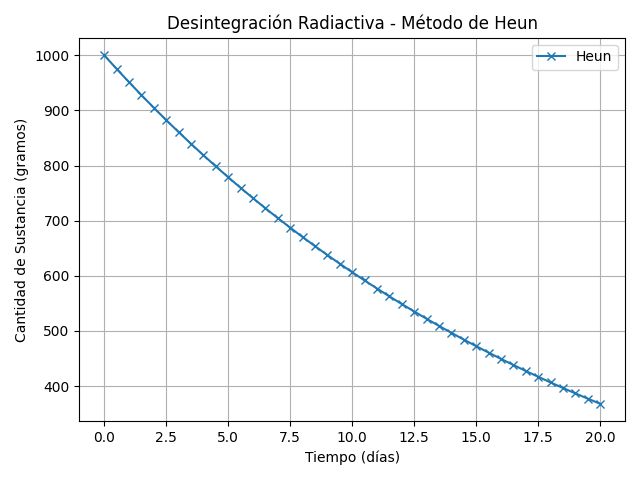 Desintegración Radiactiva - Método de Heun
Heun
Cantidad de Sustancia (gramos)
1000
900
800
700
600
500
400
0.0 2.5 5.0 7.5 10.0 12.5 15.0 17.5 20.0
Tiempo (días)